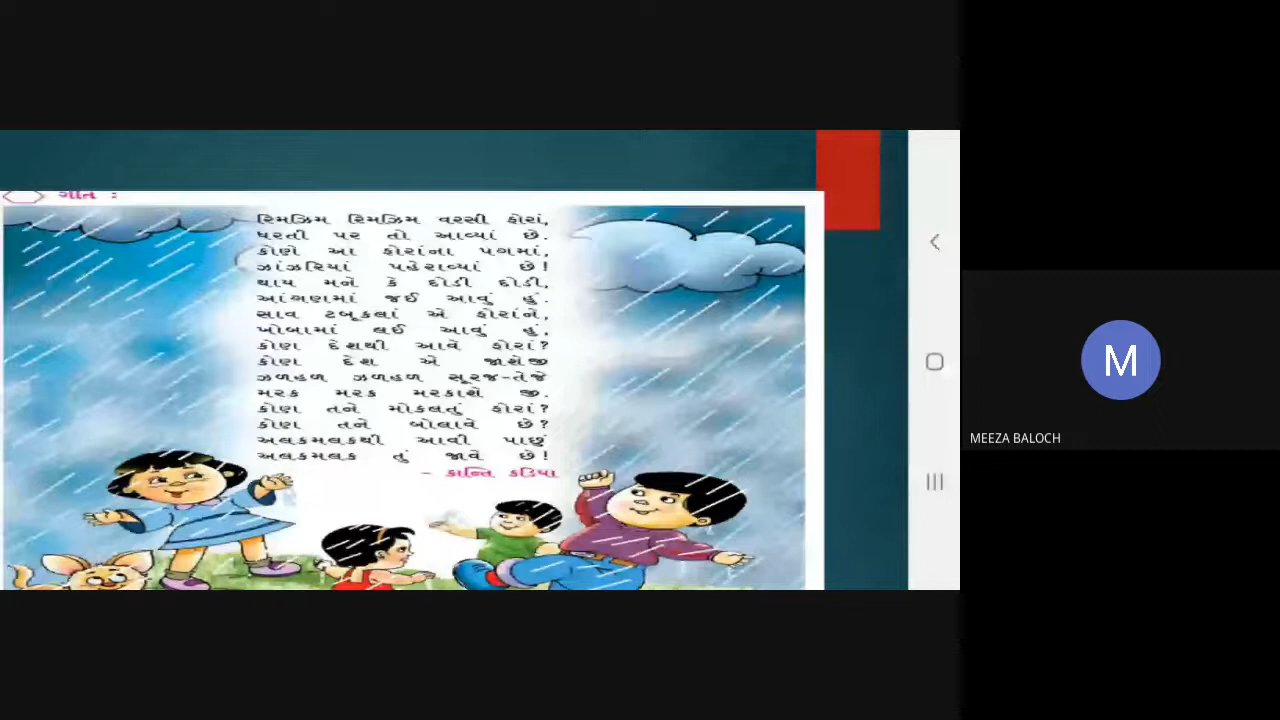 ગીત :
રિમઝિમ રિમઝિમ વરસી ફોરાં,
ધરતી પર તો આવ્યાં છે.
કોણે આ ફોરાંના પગમાં,
ઝાંઝરિયાં પહેરાવ્યાં છે!
થાય મને કે દોડી દોડી,
આંગણમાં જઈ આવું હું.
સાવ ટબૂકલાં એ ફોરાંને,
ખોબામાં લઈ આવું હું.
કોણ દેશથી આવે ફોરાં?
કોણ દેશ એ જાશેજી
ઝળહળ ઝળહળ સૂરજ-તેજે
મરક મરક મરકાશે જી.
કોણ તને મોકલતું ફોરાં?
કોણ તને બોલાવે છે?
અલકમલકથી આવી પાછું
અલકમલક તું જાવે છે!
- કાન્તિ કડિયા
M
MEEZA BALOCH